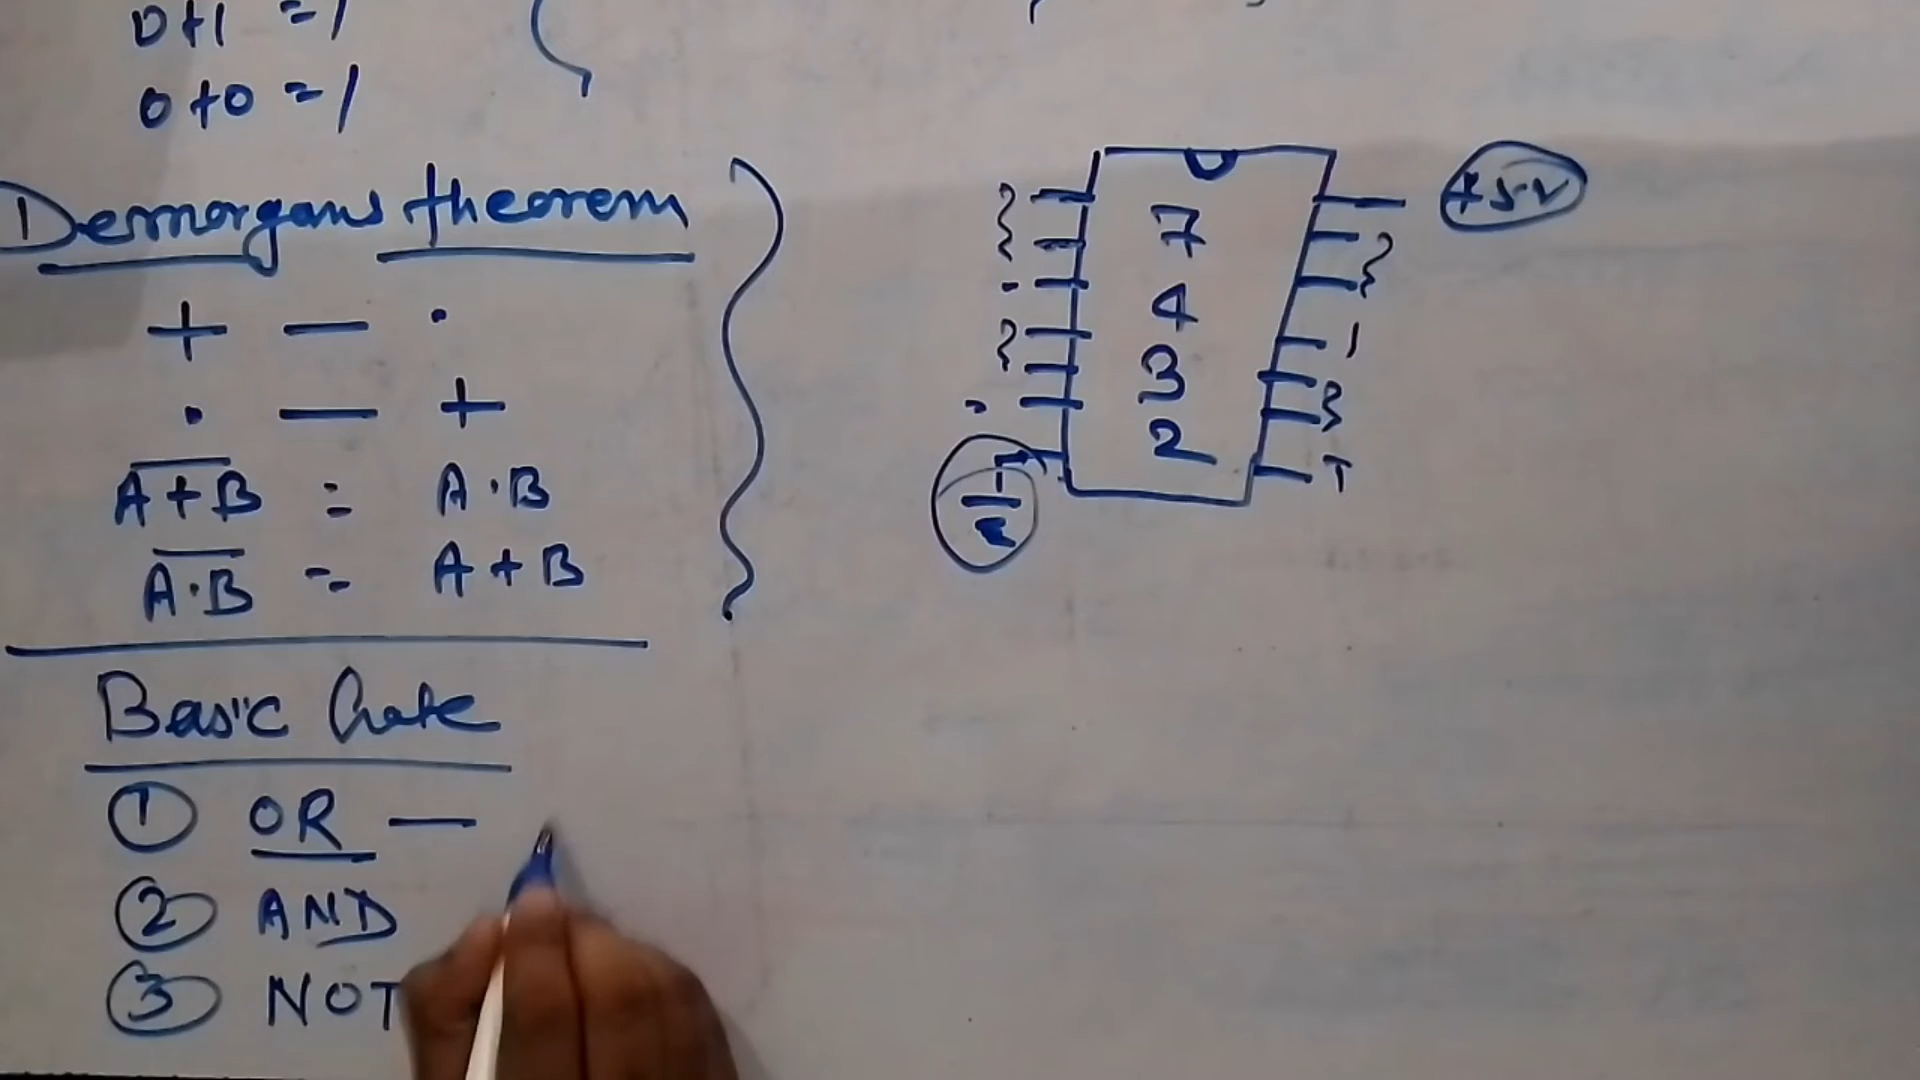 0+1 = 1
0+0 = 1
Demorgans theorem
+ — ·
· — +
A̅+̅B̅ = A·B
A̅·̅B̅ = A+B
Basic Gate
① OR —
② AND
③ NOT
+5V
7
4
3
2